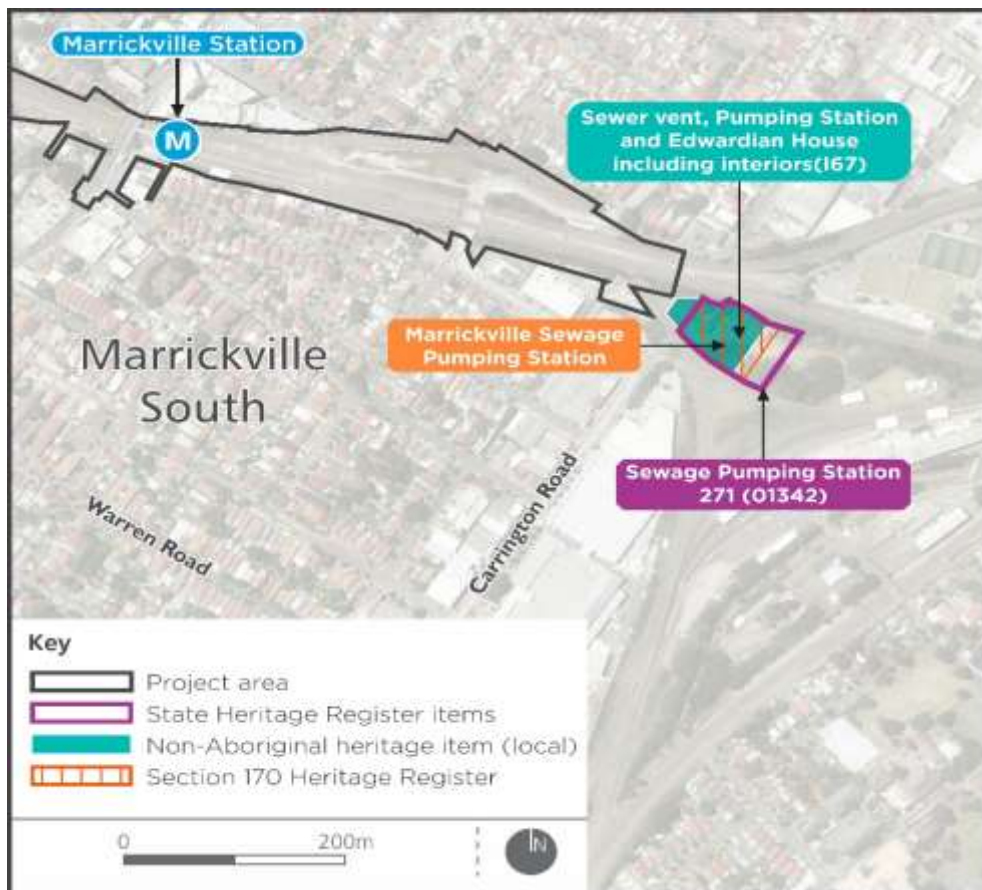 Marrickville Station
M
Sewer vent, Pumping Station
and Edwardian House
including interiors(I67)
Marrickville Sewage
Pumping Station
Marrickville
South
Sewage Pumping Station
271 (01342)
Carrington Road
Warren Road
Key
Project area
State Heritage Register items
Non-Aboriginal heritage item (local)
Section 170 Heritage Register
0 200m
N